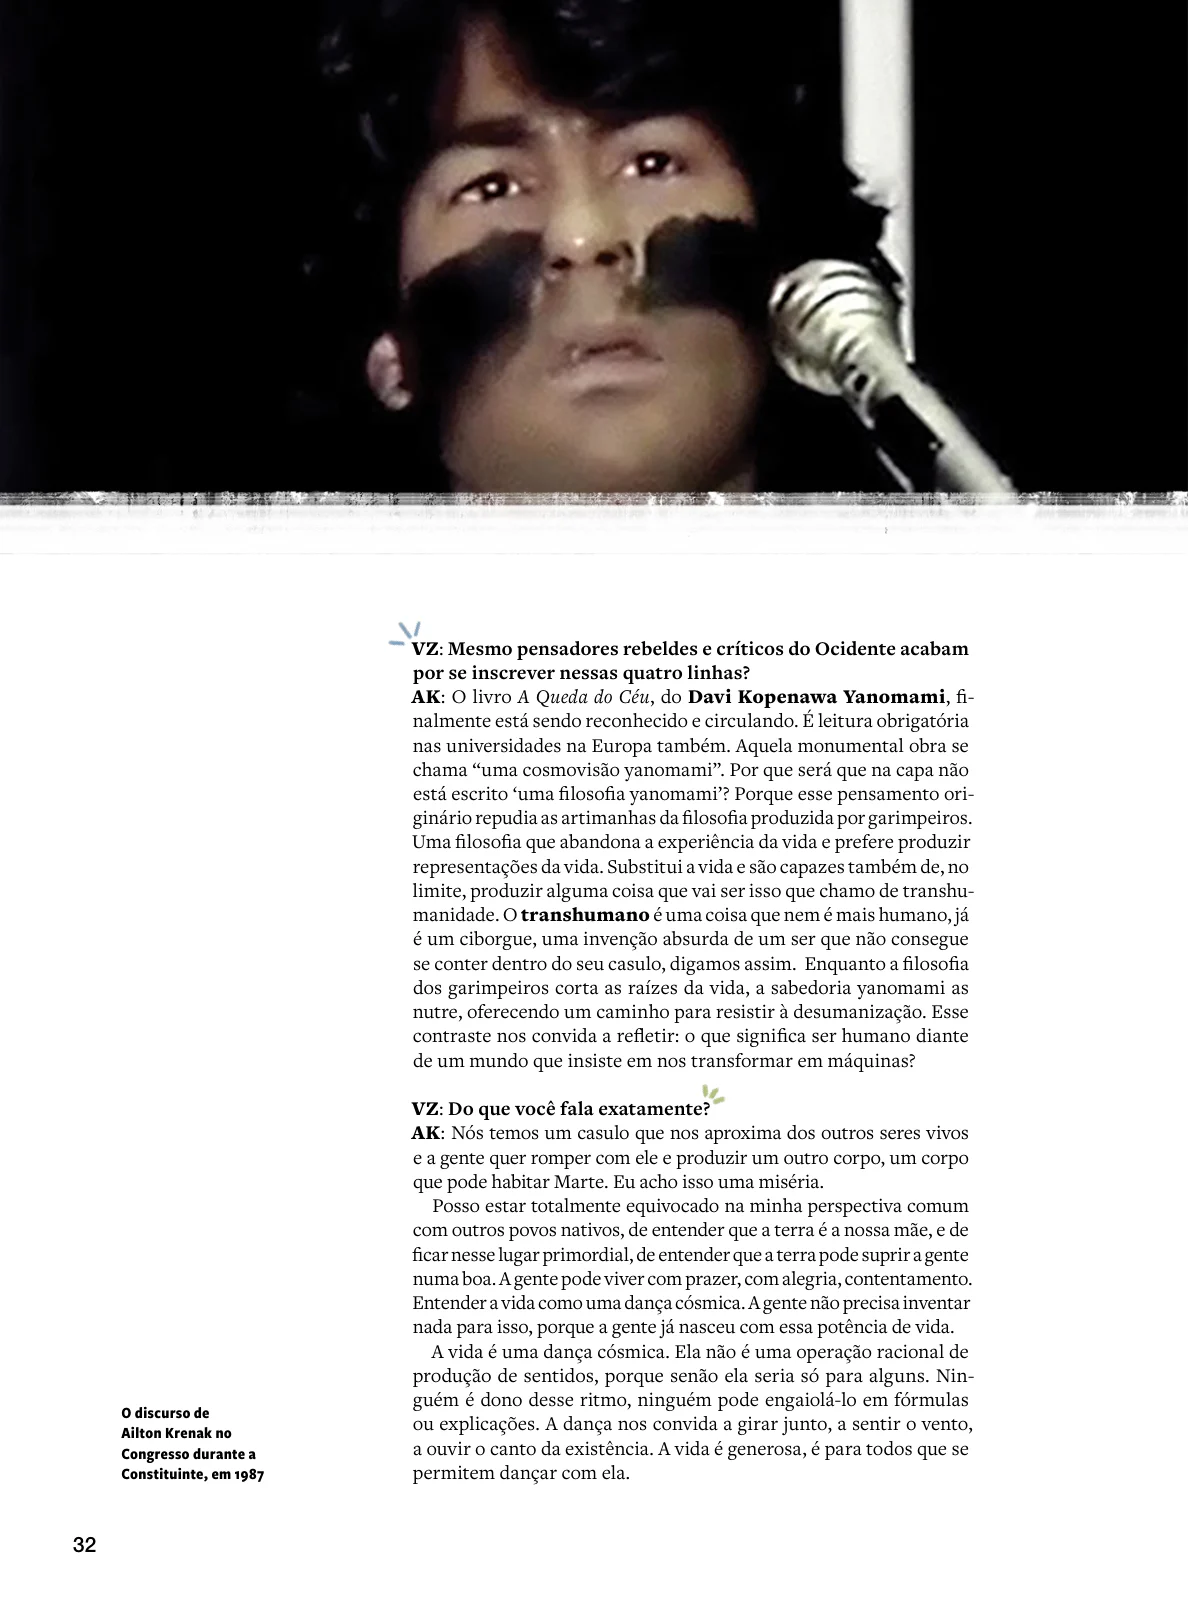 VZ: Mesmo pensadores rebeldes e críticos do Ocidente acabam
por se inscrever nessas quatro linhas?
AK: O livro A Queda do Céu, do Davi Kopenawa Yanomami, fi-
nalmente está sendo reconhecido e circulando. É leitura obrigatória
nas universidades na Europa também. Aquela monumental obra se
chama “uma cosmovisão yanomami”. Por que será que na capa não
está escrito ‘uma filosofia yanomami’? Porque esse pensamento ori-
ginário repudia as artimanhas da filosofia produzida por garimpeiros.
Uma filosofia que abandona a experiência da vida e prefere produzir
representações da vida. Substitui a vida e são capazes também de, no
limite, produzir alguma coisa que vai ser isso que chamo de transhu-
manidade. O transhumano é uma coisa que nem é mais humano, já
é um ciborgue, uma invenção absurda de um ser que não consegue
se conter dentro do seu casulo, digamos assim. Enquanto a filosofia
dos garimpeiros corta as raízes da vida, a sabedoria yanomami as
nutre, oferecendo um caminho para resistir à desumanização. Esse
contraste nos convida a refletir: o que significa ser humano diante
de um mundo que insiste em nos transformar em máquinas?
VZ: Do que você fala exatamente?
AK: Nós temos um casulo que nos aproxima dos outros seres vivos
e a gente quer romper com ele e produzir um outro corpo, um corpo
que pode habitar Marte. Eu acho isso uma miséria.
Posso estar totalmente equivocado na minha perspectiva comum
com outros povos nativos, de entender que a terra é a nossa mãe, e de
ficar nesse lugar primordial, de entender que a terra pode suprir a gente
numa boa. A gente pode viver com prazer, com alegria, contentamento.
Entender a vida como uma dança cósmica. A gente não precisa inventar
nada para isso, porque a gente já nasceu com essa potência de vida.
A vida é uma dança cósmica. Ela não é uma operação racional de
produção de sentidos, porque senão ela seria só para alguns. Nin-
guém é dono desse ritmo, ninguém pode engaiolá-lo em fórmulas
ou explicações. A dança nos convida a girar junto, a sentir o vento,
a ouvir o canto da existência. A vida é generosa, é para todos que se
permitem dançar com ela.
O discurso de
Ailton Krenak no
Congresso durante a
Constituinte, em 1987
32